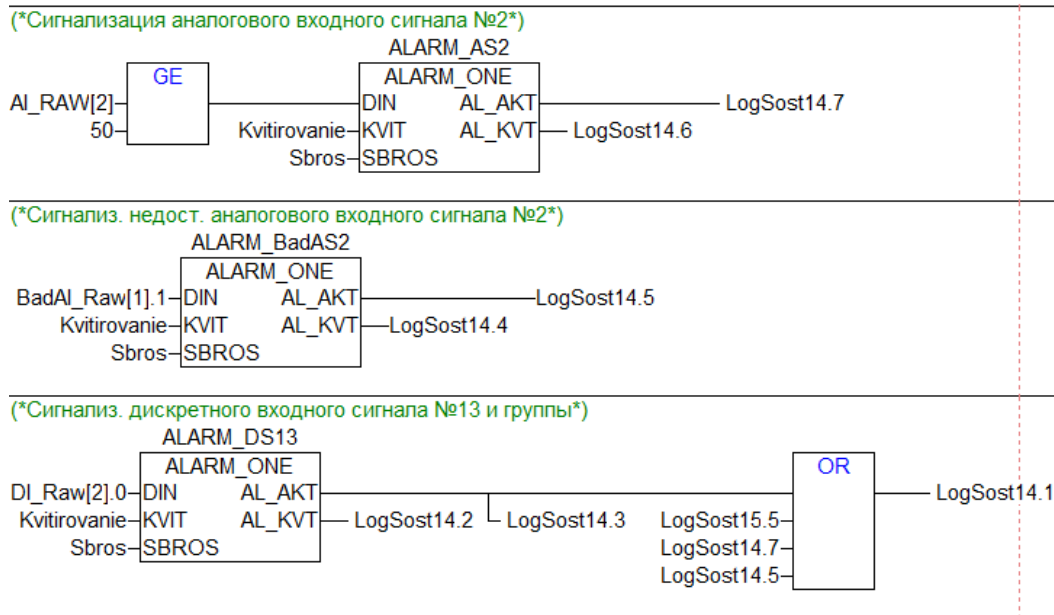 (*Сигнализация аналогового входного сигнала №2*)
ALARM_AS2
GE
ALARM_ONE
AI_RAW[2]
DIN
AL_AKT
LogSost14.7
50
Kvitirovanie
KVIT
AL_KVT
LogSost14.6
Sbros
SBROS
(*Сигнализ. недост. аналогового входного сигнала №2*)
ALARM_BadAS2
ALARM_ONE
BadAI_Raw[1].1
DIN
AL_AKT
LogSost14.5
Kvitirovanie
KVIT
AL_KVT
LogSost14.4
Sbros
SBROS
(*Сигнализ. дискретного входного сигнала №13 и группы*)
ALARM_DS13
ALARM_ONE
OR
DI_Raw[2].0
DIN
AL_AKT
LogSost14.1
Kvitirovanie
KVIT
AL_KVT
LogSost14.2
LogSost14.3
LogSost15.5
Sbros
SBROS
LogSost14.7
LogSost14.5